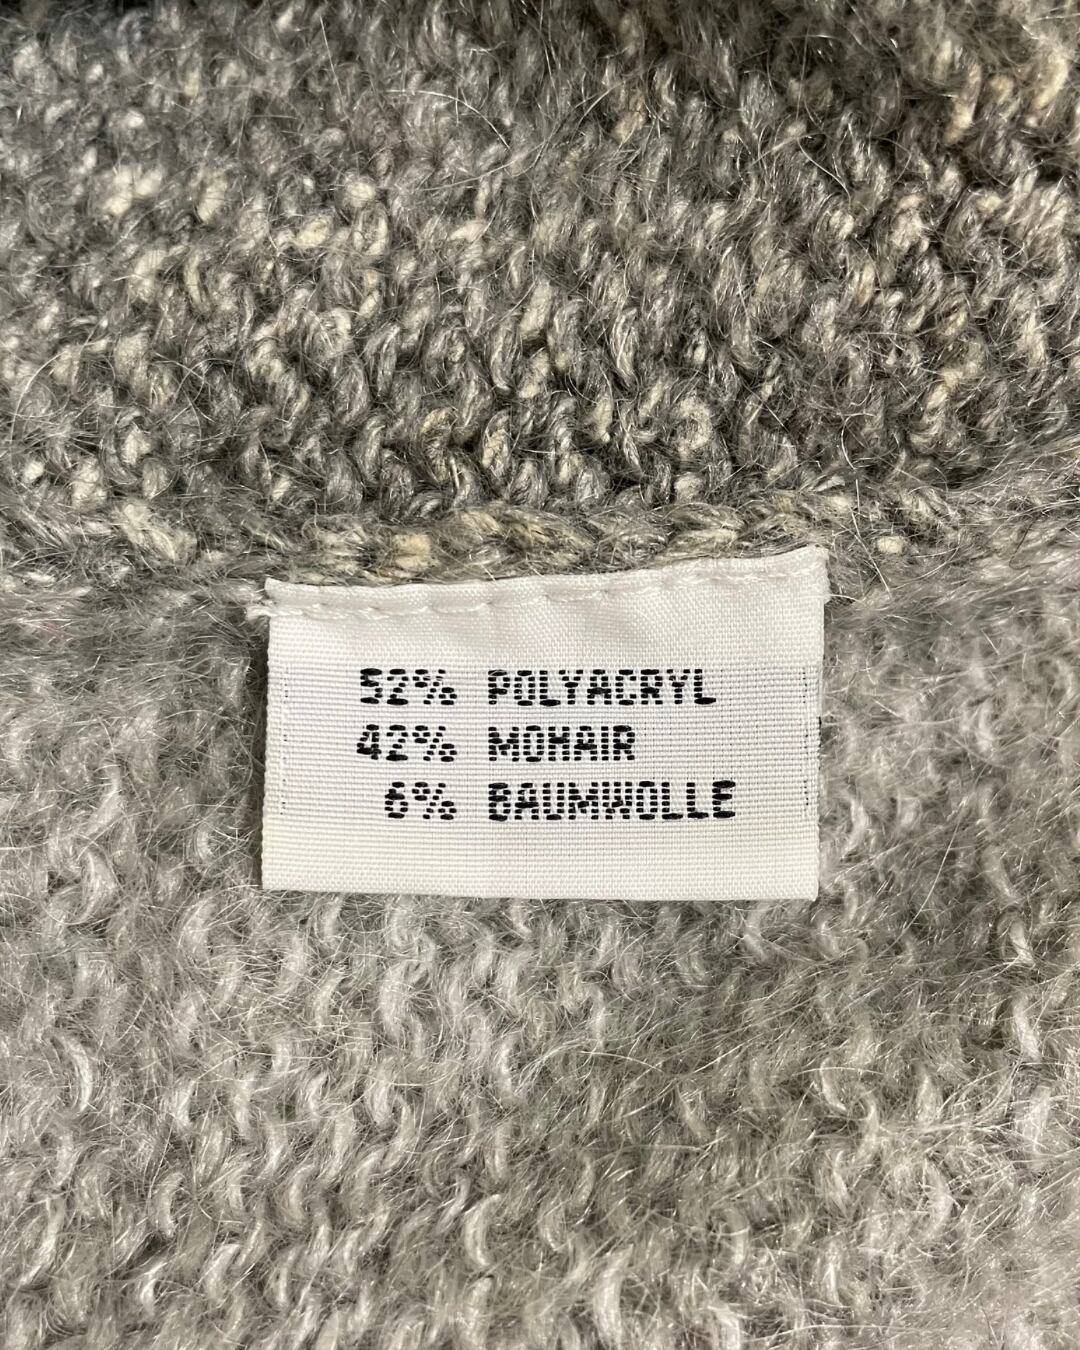 52% POLYACRYL
42% MOHAIR
6% BAUMWOLLE